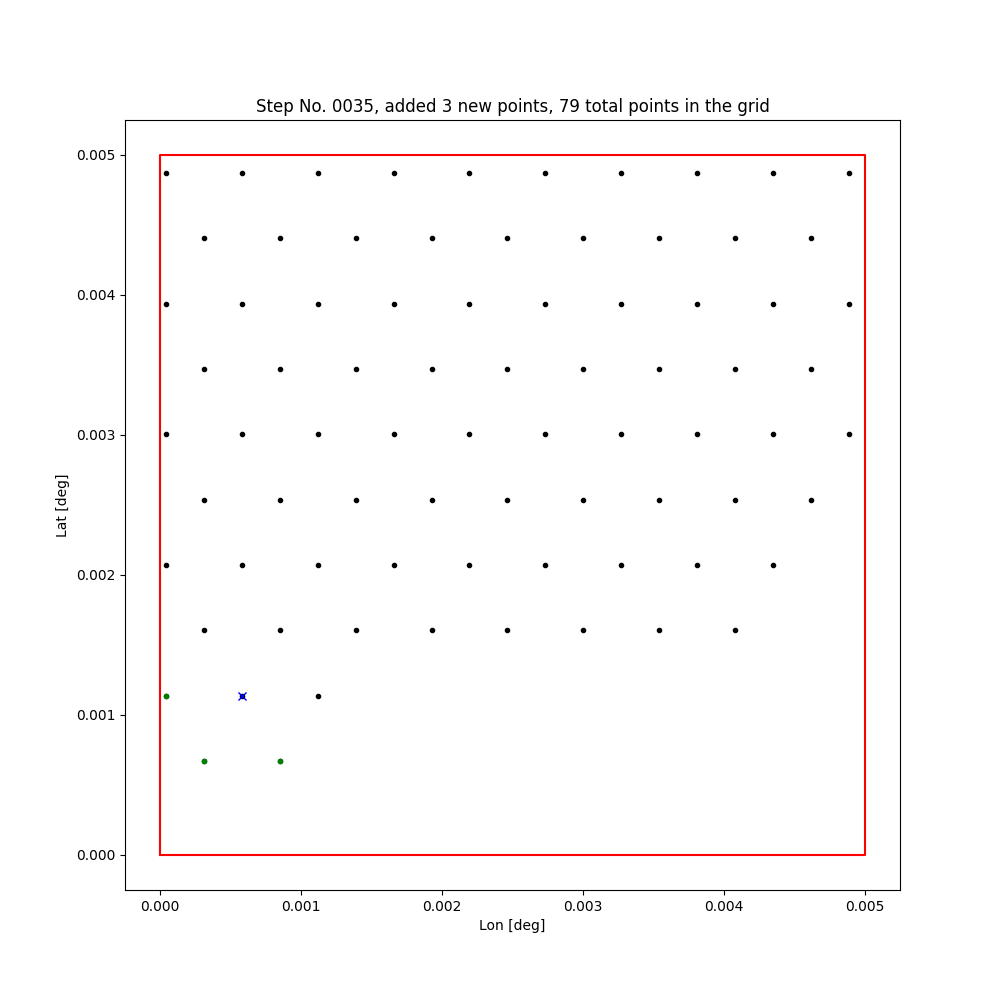 Step No. 0035, added 3 new points, 79 total points in the grid
0.005
0.004
0.003
0.002
0.001
0.000
Lat [deg]
0.000 0.001 0.002 0.003 0.004 0.005
Lon [deg]